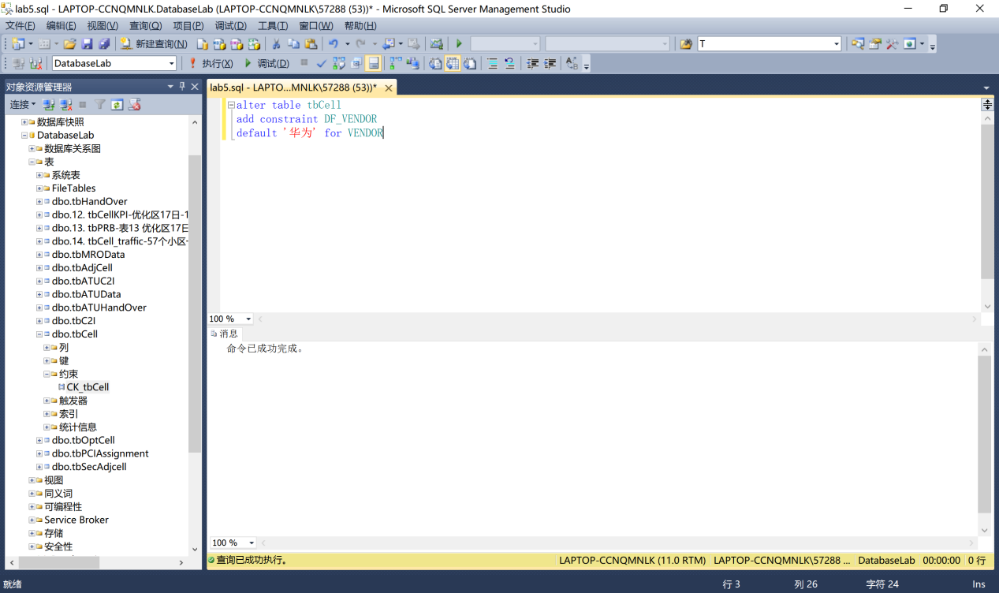 lab5.sql - LAPTOP-CCNQMNLK.DatabaseLab (LAPTOP-CCNQMNLK\57288 (53))* - Microsoft SQL Server Management Studio
文件(F) 编辑(E) 视图(V) 查询(Q) 项目(P) 调试(D) 工具(T) 窗口(W) 帮助(H)
新建查询(N) T
DatabaseLab 执行(X) 调试(D)
对象资源管理器
连接
数据库快照
DatabaseLab
数据库关系图
表
系统表
FileTables
dbo.tbHandOver
dbo.12. tbCellKPI-优化区17日-1
dbo.13. tbPRB-表13 优化区17日
dbo.14. tbCell_traffic-57个小区-
dbo.tbMROData
dbo.tbAdjCell
dbo.tbATUC2I
dbo.tbATUData
dbo.tbATUHandOver
dbo.tbC2I
dbo.tbCell
列
键
约束
CK_tbCell
触发器
索引
统计信息
dbo.tbOptCell
dbo.tbPCIAssignment
dbo.tbSecAdjcell
视图
同义词
可编程性
Service Broker
存储
安全性
lab5.sql - LAPTO...MNLK\57288 (53))*
alter table tbCell
add constraint DF_VENDOR
default '华为' for VENDOR
100 %
消息
命令已成功完成。
100 %
查询已成功执行。 LAPTOP-CCNQMNLK (11.0 RTM) LAPTOP-CCNQMNLK\57288 ... DatabaseLab 00:00:00 0 行
就绪 行 3 列 26 字符 24 Ins